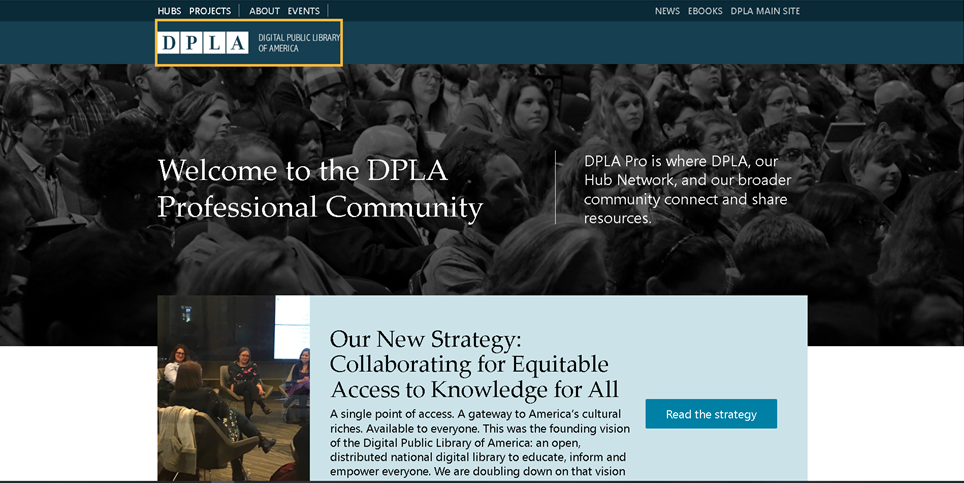 HUBS PROJECTS ABOUT EVENTS
NEWS EBOOKS DPLA MAIN SITE
DPLA
DIGITAL PUBLIC LIBRARY
OF AMERICA
Welcome to the DPLA
Professional Community
DPLA Pro is where DPLA, our
Hub Network, and our broader
community connect and share
resources.
Our New Strategy:
Collaborating for Equitable
Access to Knowledge for All
A single point of access. A gateway to America’s cultural
riches. Available to everyone. This was the founding vision
of the Digital Public Library of America: an open,
distributed national digital library to educate, inform and
empower everyone. We are doubling down on that vision
Read the strategy